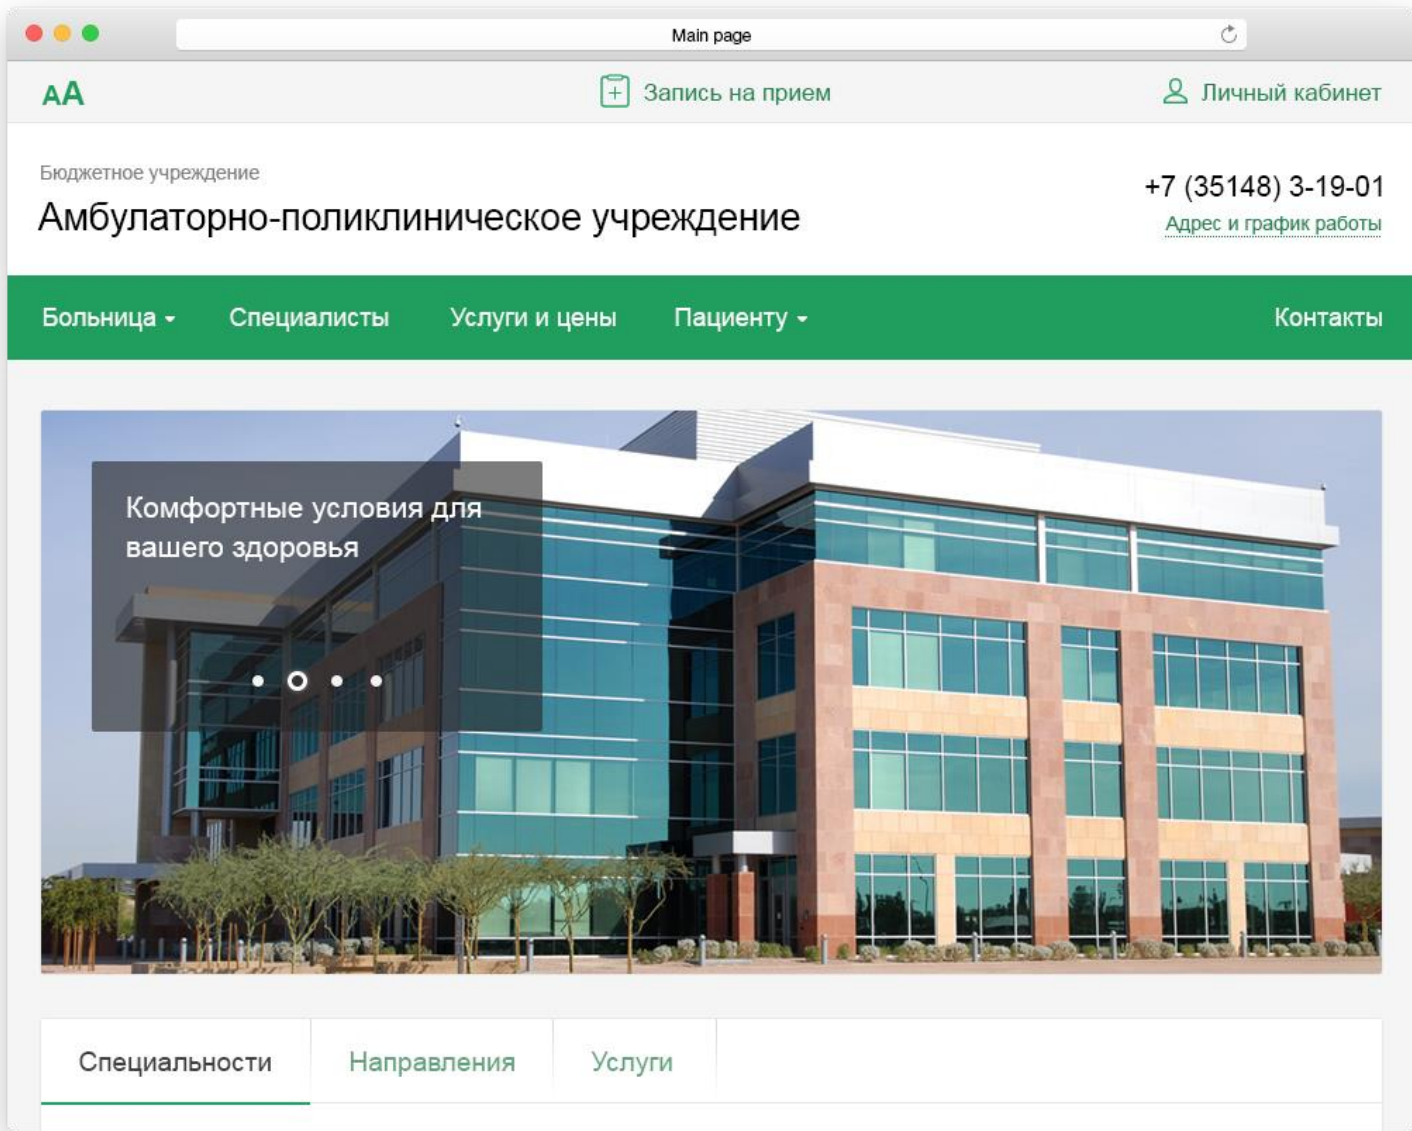 Main page
AA
Запись на прием
Личный кабинет
Бюджетное учреждение
Амбулаторно-поликлиническое учреждение
+7 (35148) 3-19-01
Адрес и график работы
Больница
Специалисты
Услуги и цены
Пациенту
Контакты
Комфортные условия для
вашего здоровья
Специальности
Направления
Услуги